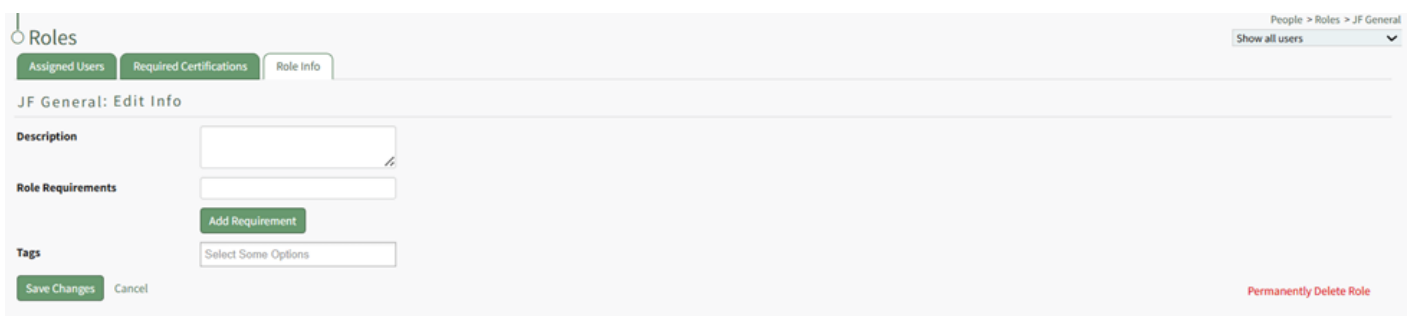 People > Roles > JF General
Roles
Show all users
Assigned Users
Required Certifications
Role Info
JF General: Edit Info
Description
Role Requirements
Add Requirement
Tags
Select Some Options
Save Changes
Cancel
Permanently Delete Role